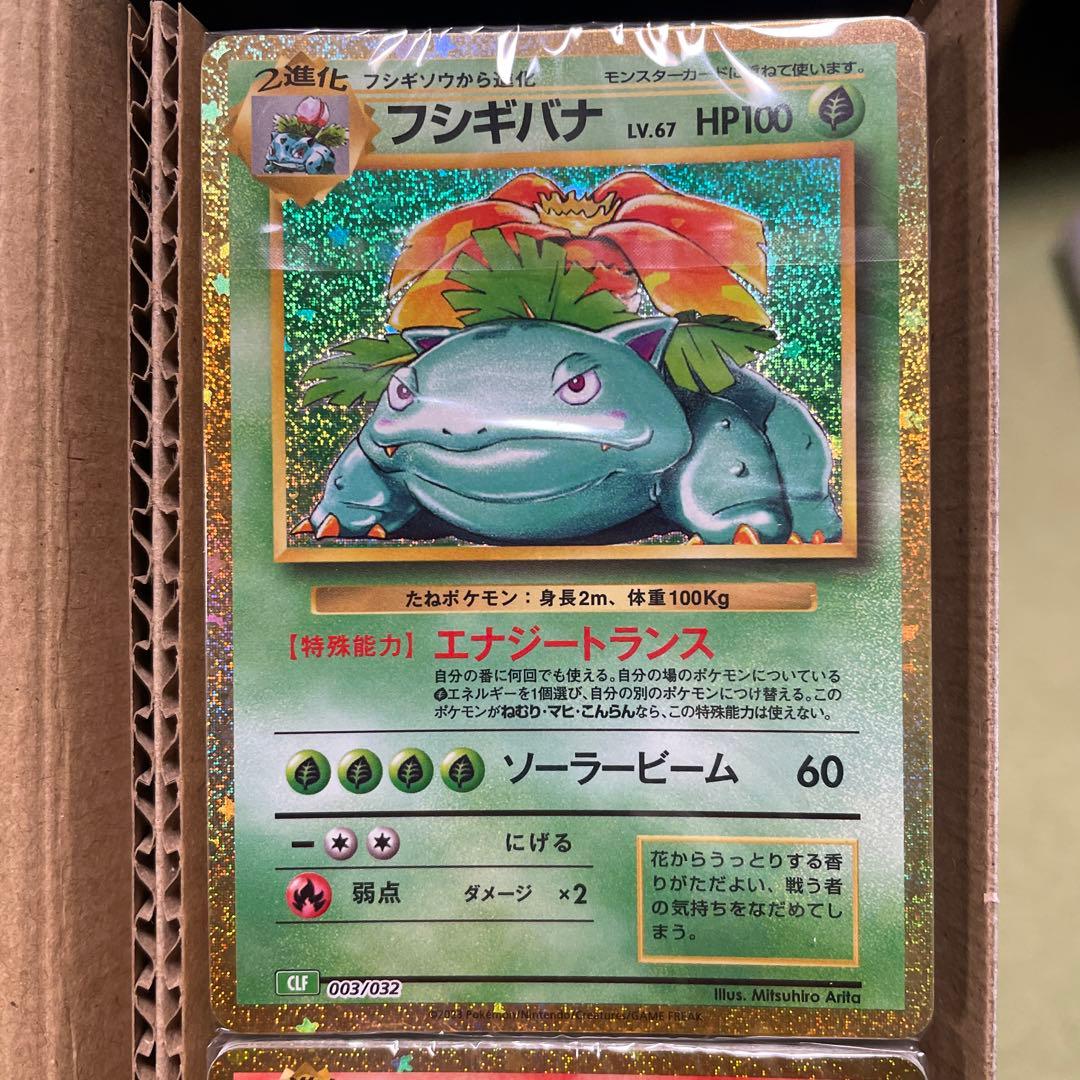 2進化
フシギソウから進化
モンスターカードに重ねて使います。
フシギバナ LV.67 HP100
たねポケモン：身長2m、体重100Kg
【特殊能力】 エナジートランス
自分の番に何回でも使える。自分の場のポケモンについている
エネルギーを1個選び、自分の別のポケモンにつけ替える。この
ポケモンがねむり・マヒ・こんらんなら、この特殊能力は使えない。
ソーラービーム 60
ー にげる
弱点 ダメージ ×2
花からうっとりする香
りがただよい、戦う者
の気持ちをなだめてし
まう。
CLF 003/032
Illus. Mitsuhiro Arita
©2023 Pokémon/Nintendo/Creatures/GAME FREAK